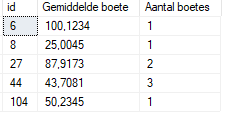 id Gemiddelde boete Aantal boetes
6 100,1234 1
8 25,0045 1
27 87,9173 2
44 43,7081 3
104 50,2345 1